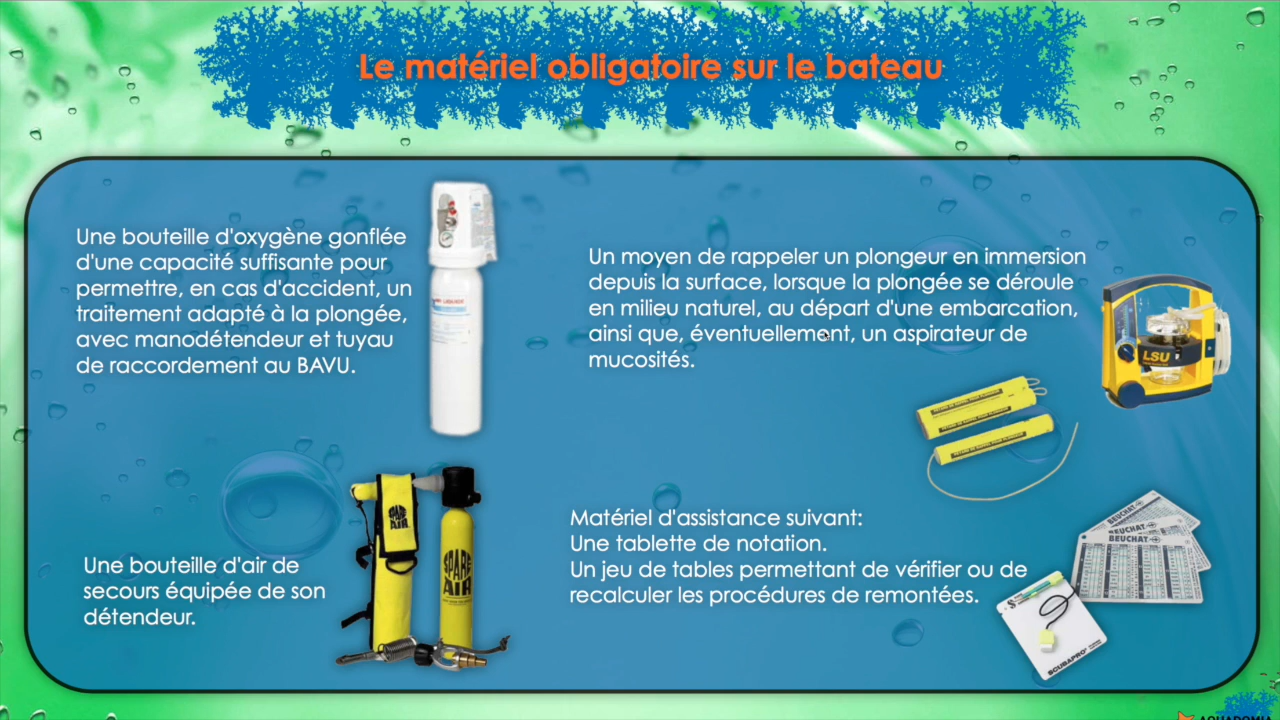 Le matériel obligatoire sur le bateau
Une bouteille d'oxygène gonflée
d'une capacité suffisante pour
permettre, en cas d'accident, un
traitement adapté à la plongée,
avec manodétendeur et tuyau
de raccordement au BAVU.
Un moyen de rappeler un plongeur en immersion
depuis la surface, lorsque la plongée se déroule
en milieu naturel, au départ d'une embarcation,
ainsi que, éventuellement, un aspirateur de
mucosités.
LSU
Une bouteille d'air de
secours équipée de son
détendeur.
SPARE
AIR
SPARE
AIR
Matériel d'assistance suivant:
Une tablette de notation.
Un jeu de tables permettant de vérifier ou de
recalculer les procédures de remontées.
BEUCHAT
BEUCHAT
BEUCHAT
SCUBAPRO